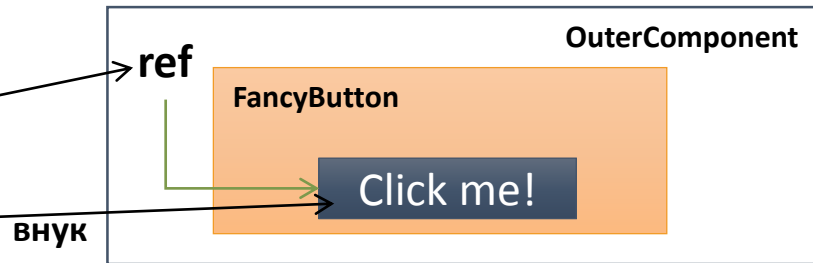 OuterComponent
ref
FancyButton
Click me!
внук